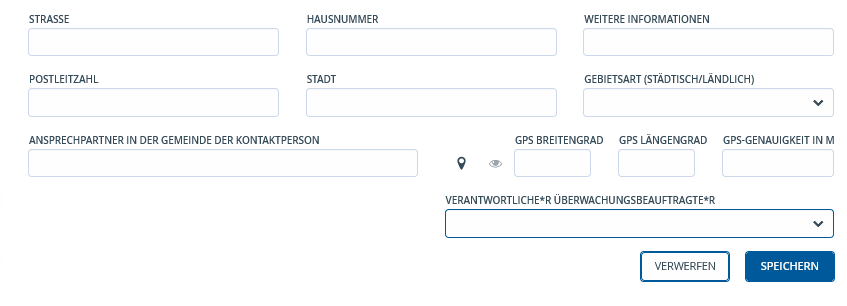 STRASSE HAUSNUMMER WEITERE INFORMATIONEN
POSTLEITZAHL STADT GEBIETSART (STÄDTISCH/LÄNDLICH)
ANSPRECHPARTNER IN DER GEMEINDE DER KONTAKTPERSON GPS BREITENGRAD GPS LÄNGENGRAD GPS-GENAUIGKEIT IN M
VERANTWORTLICHE*R ÜBERWACHUNGSBEAUFTRAGTE*R
VERWERFEN SPEICHERN